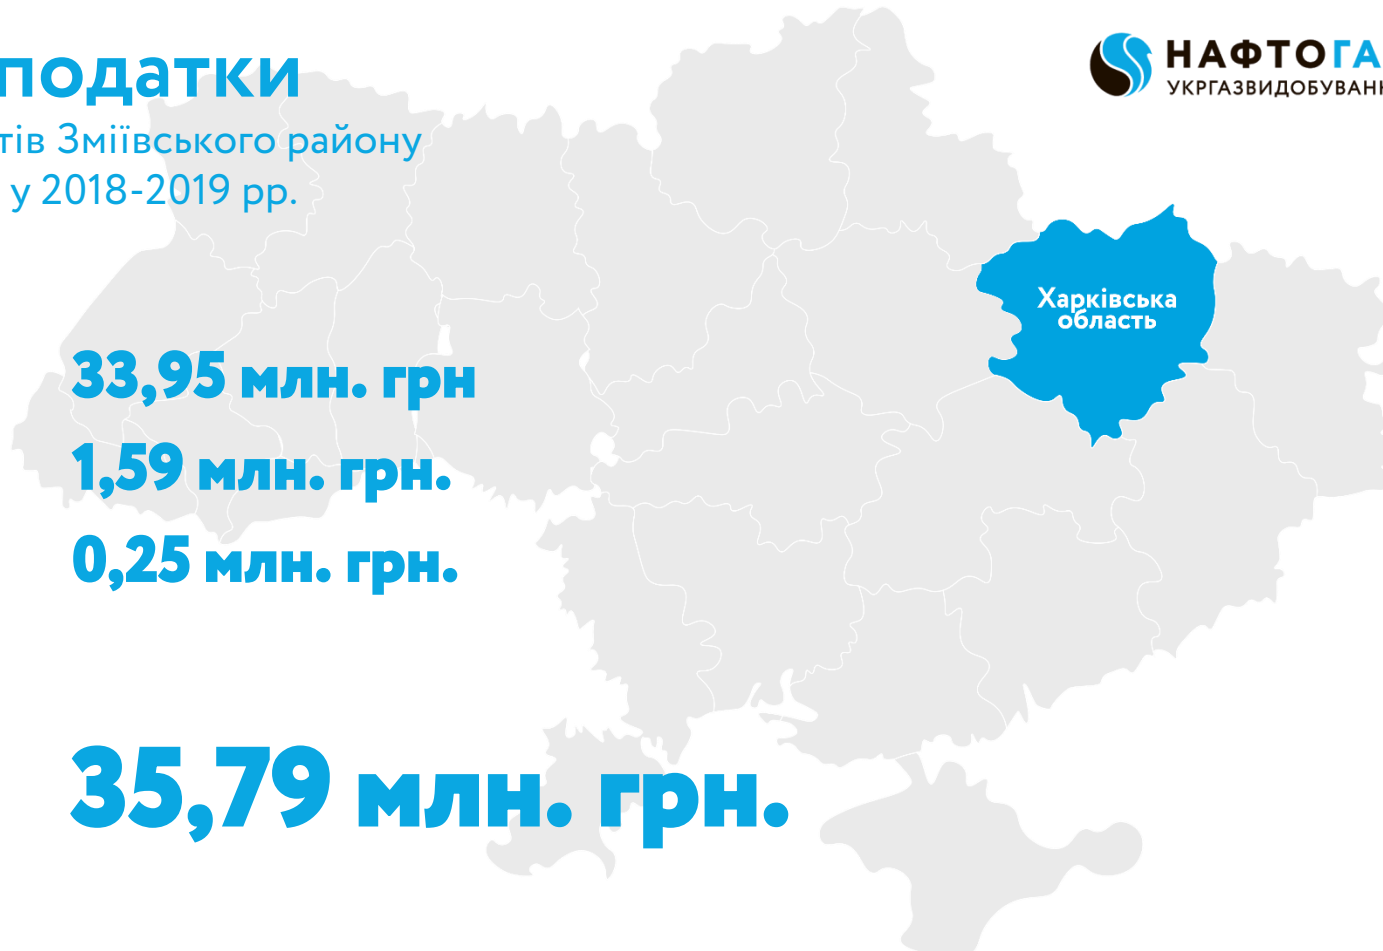 податки
НАФТОГА
УКРГАЗВИДОБУВАНН
тів Зміївського району
у 2018-2019 рр.
Харківська
область
33,95 млн. грн
1,59 млн. грн.
0,25 млн. грн.
35,79 млн. грн.